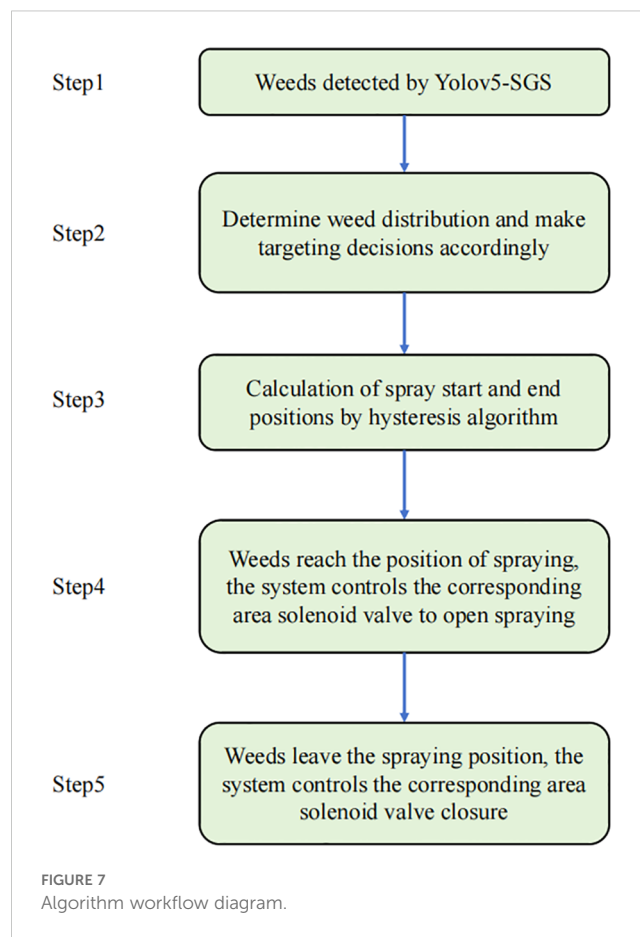 Step1
Weeds detected by Yolov5-SGS
Step2
Determine weed distribution and make
targeting decisions accordingly
Step3
Calculation of spray start and end
positions by hysteresis algorithm
Step4
Weeds reach the position of spraying,
the system controls the corresponding
area solenoid valve to open spraying
Step5
Weeds leave the spraying position, the
system controls the corresponding area
solenoid valve closure
FIGURE 7
Algorithm workflow diagram.